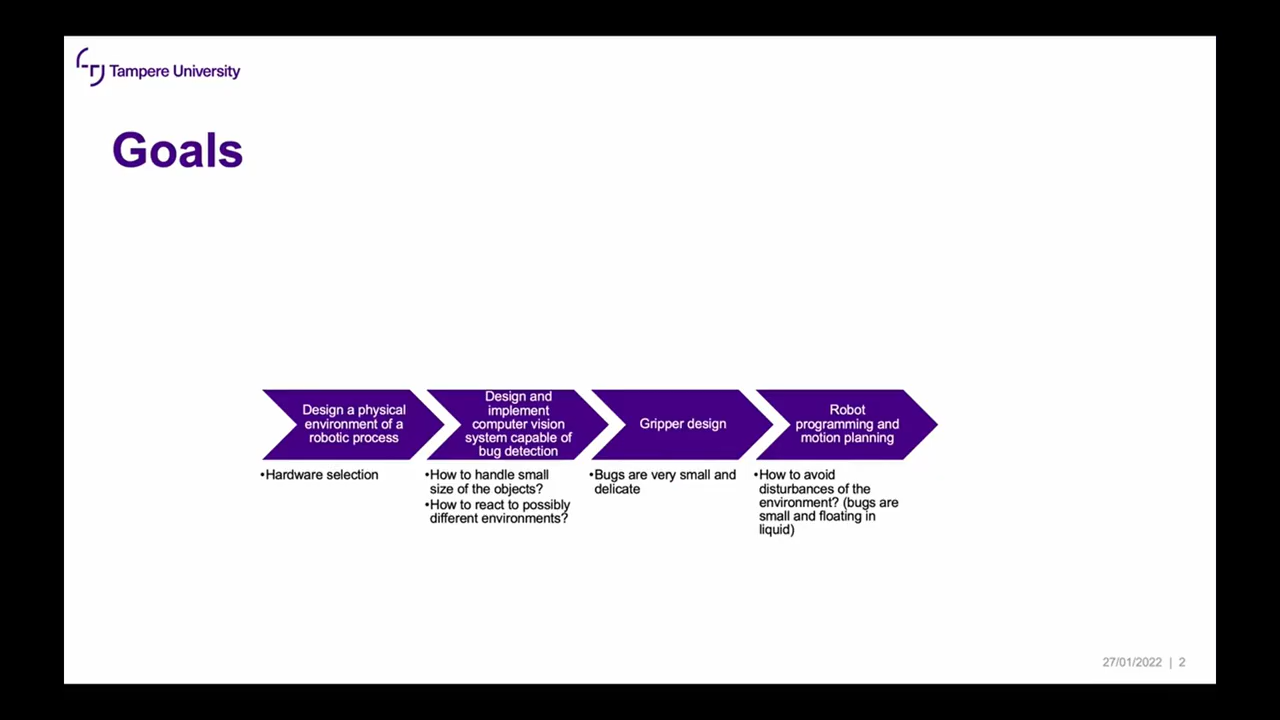 Tampere University
Goals
Design a physical
environment of a
robotic process
•Hardware selection
Design and
implement
computer vision
system capable of
bug detection
•How to handle small
size of the objects?
•How to react to possibly
different environments?
Gripper design
•Bugs are very small and
delicate
Robot
programming and
motion planning
•How to avoid
disturbances of the
environment? (bugs are
small and floating in
liquid)
27/01/2022 | 2